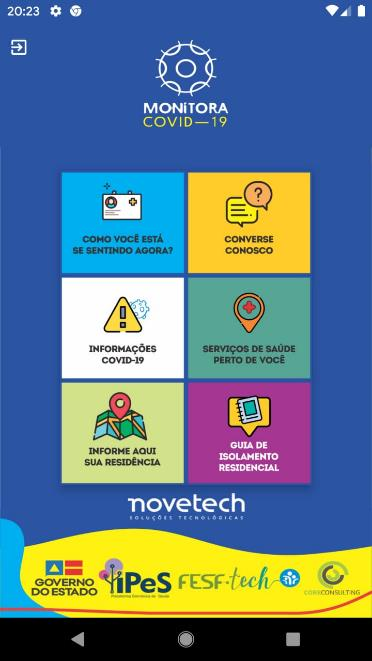 20:23
MONITORA
COVID—19
COMO VOCÊ ESTÁ
SE SENTINDO AGORA?
CONVERSE
CONOSCO
INFORMAÇÕES
COVID-19
SERVIÇOS DE SAÚDE
PERTO DE VOCÊ
INFORME AQUI
SUA RESIDÊNCIA
GUIA DE
ISOLAMENTO
RESIDENCIAL
novetech
SOLUÇÕES TECNOLÓGICAS
GOVERNO
DO ESTADO
iPeS
FESF-tech
COREKONSULTING